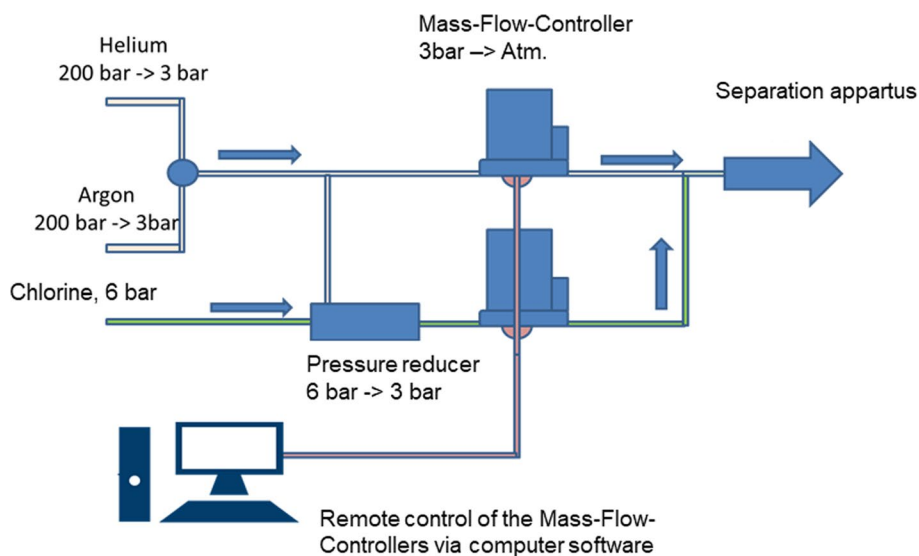 Mass-Flow-Controller
3bar –> Atm.
Helium
200 bar -> 3 bar
Separation appartus
Argon
200 bar -> 3bar
Chlorine, 6 bar
Pressure reducer
6 bar -> 3 bar
Remote control of the Mass-Flow-
Controllers via computer software